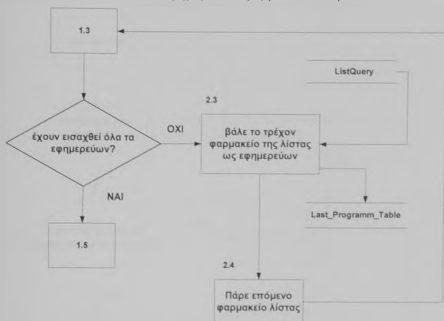 1.3
ListQuery
2.3
έχουν εισαχθεί όλα τα
εφημερεύων?
ΟΧΙ
βάλε το τρέχον
φαρμακείο της λίστας
ως εφημερεύων
ΝΑΙ
Last_Programm_Table
1.5
2.4
Πάρε επόμενο
φαρμακείο λίστας